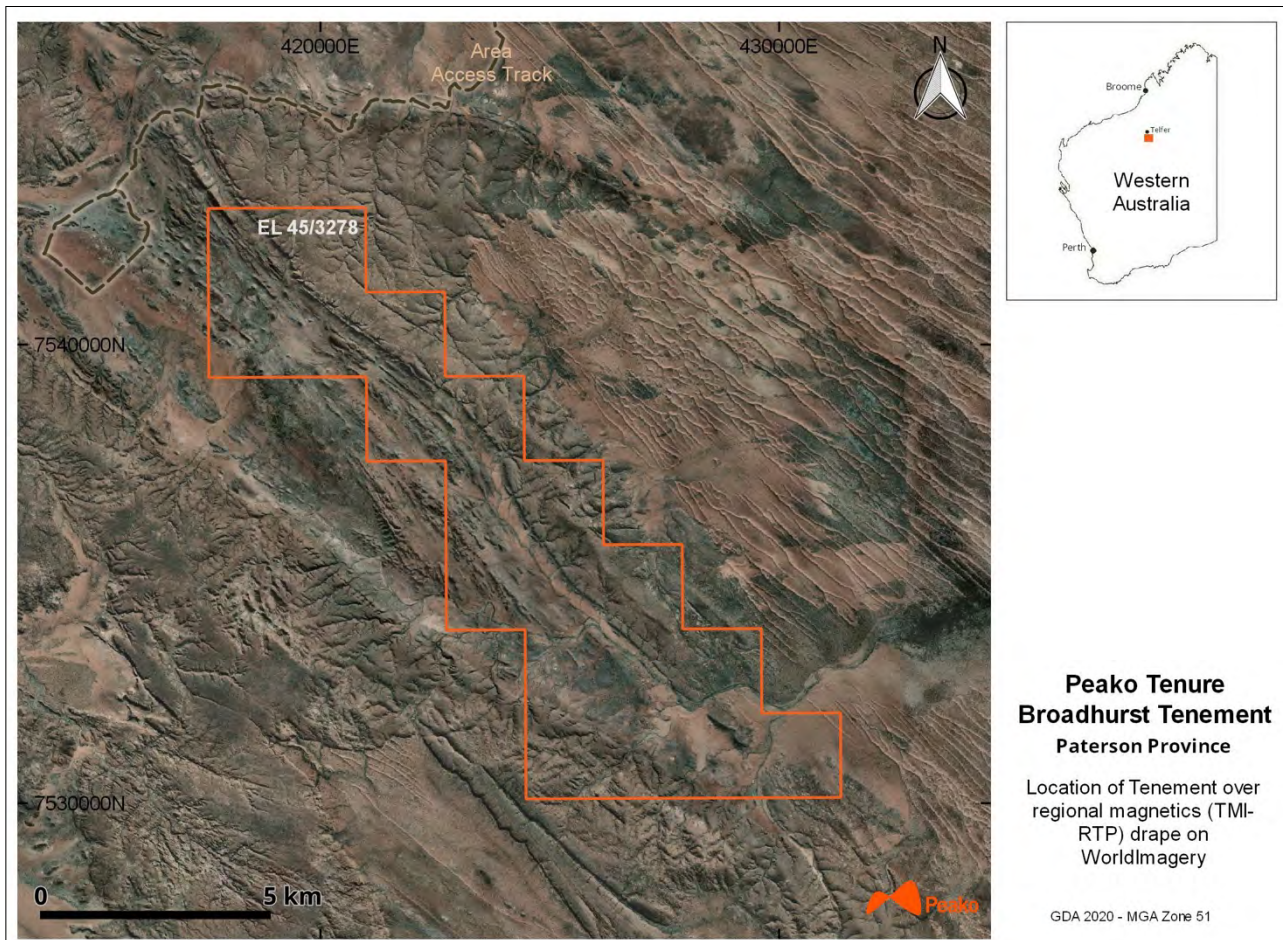 420000E
430000E
Area
Access Track
N
EL 45/3278
7540000N
7530000N
0
5 km
Peako
Broome
Telfer
Western
Australia
Perth
Peako Tenure
Broadhurst Tenement
Paterson Province
Location of Tenement over
regional magnetics (TMI-
RTP) drape on
WorldImagery
GDA 2020 - MGA Zone 51